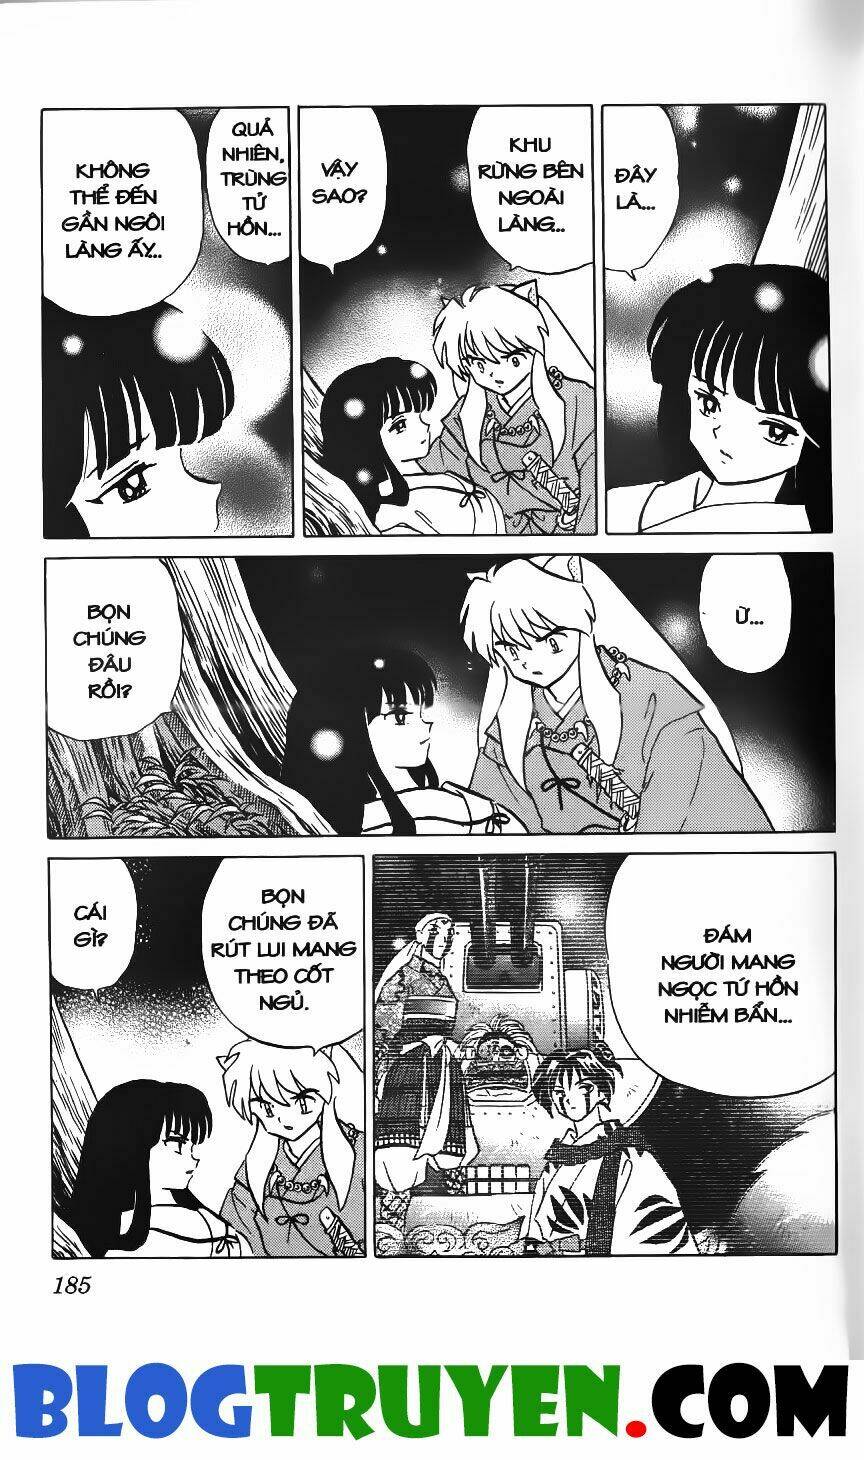 ĐÂY
LÀ...
KHU
RỪNG BÊN
NGOÀI
LÀNG...
VẬY
SAO?
QUẢ
NHIÊN,
TRÙNG
TỬ
HỒN...
KHÔNG
THỂ ĐẾN
GẦN NGÔI
LÀNG ẤY...
Ừ...
BỌN
CHÚNG
ĐÂU
RỒI?
ĐÁM
NGƯỜI MANG
NGỌC TỨ HỒN
NHIỄM BẨN...
BỌN
CHÚNG ĐÃ
RÚT LUI MANG
THEO CỐT
NGỦ.
CÁI
GÌ?
185
BLOGTRUYEN.COM